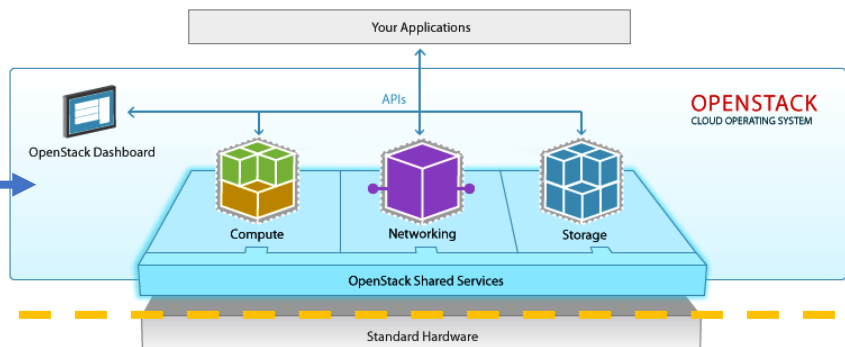 Your Applications
APIs
OPENSTACK
CLOUD OPERATING SYSTEM
OpenStack Dashboard
Compute
Networking
Storage
OpenStack Shared Services
Standard Hardware